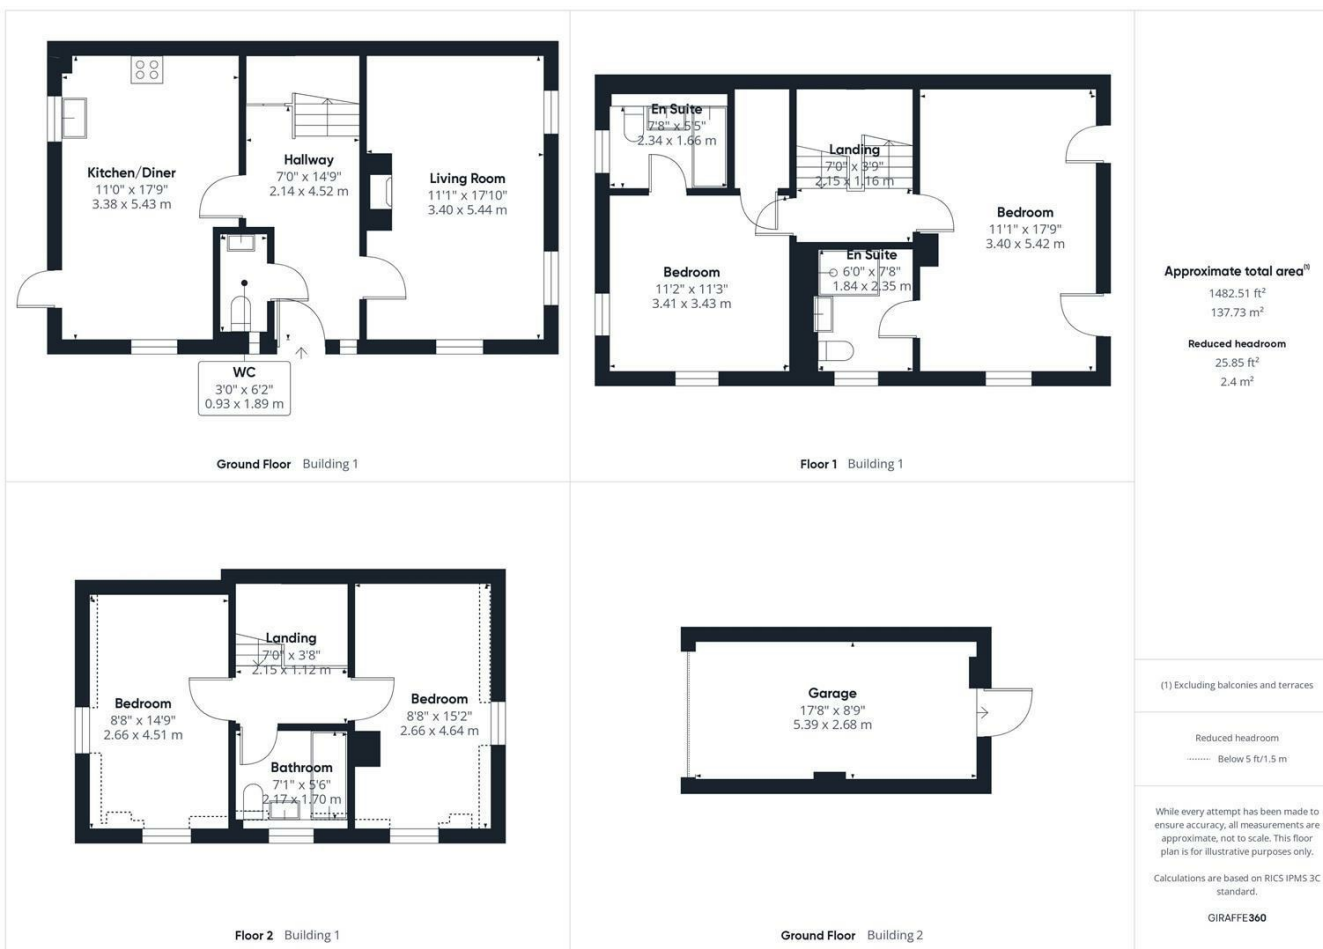 Kitchen/Diner
11'0" x 17'9"
3.38 x 5.43 m
Hallway
7'0" x 14'9"
2.14 x 4.52 m
Living Room
11'1" x 17'10"
3.40 x 5.44 m
WC
3'0" x 6'2"
0.93 x 1.89 m
Ground Floor Building 1
En Suite
7'8" x 5'5"
2.34 x 1.66 m
Landing
7'0" x 3'9"
2.15 x 1.16 m
Bedroom
11'1" x 17'9"
3.40 x 5.42 m
Bedroom
11'2" x 11'3"
3.41 x 3.43 m
En Suite
6'0" x 7'8"
1.84 x 2.35 m
Floor 1 Building 1
Landing
7'0" x 3'8"
2.15 x 1.12 m
Bedroom
8'8" x 14'9"
2.66 x 4.51 m
Bedroom
8'8" x 15'2"
2.66 x 4.64 m
Bathroom
7'1" x 5'6"
2.17 x 1.70 m
Floor 2 Building 1
Garage
17'8" x 8'9"
5.39 x 2.68 m
Ground Floor Building 2
Approximate total area(1)
1482.51 ft²
137.73 m²
Reduced headroom
25.85 ft²
2.4 m²
(1) Excluding balconies and terraces
Reduced headroom
Below 5 ft/1.5 m
While every attempt has been made to
ensure accuracy, all measurements are
approximate, not to scale. This floor
plan is for illustrative purposes only.
Calculations are based on RICS IPMS 3C
standard.
GIRAFFE360